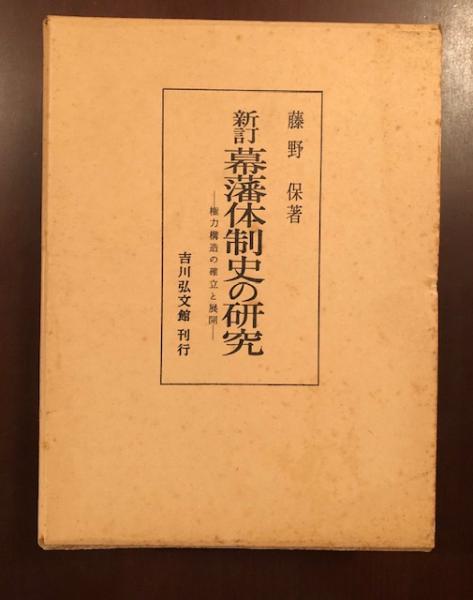 藤野 保著
新訂 幕藩体制史の研究
―権力構造の確立と展開―
吉川弘文館 刊行